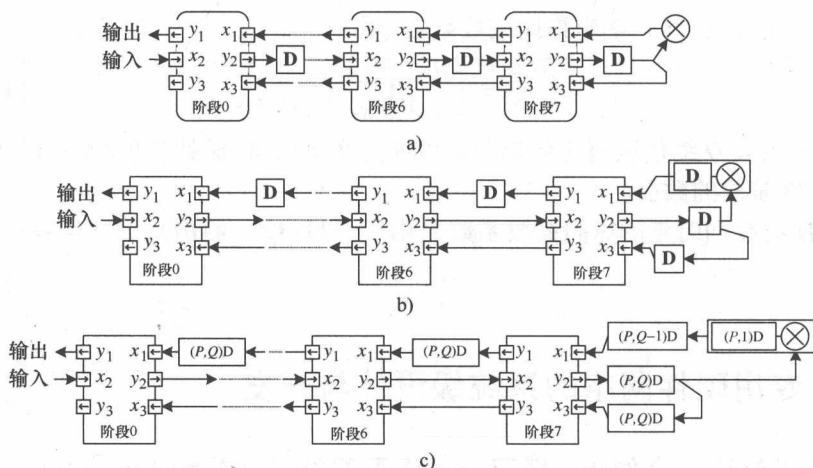 输出 y₁ x₁ y₁ x₁ y₁ x₁
输入 x₂ y₂ D x₂ y₂ D x₂ y₂ D
y₃ x₃ y₃ x₃ y₃ x₃
阶段0 阶段6 阶段7
a)
输出 y₁ x₁ D y₁ x₁ D y₁ x₁ D
输入 x₂ y₂ x₂ y₂ x₂ y₂ D
y₃ x₃ y₃ x₃ y₃ x₃ D
阶段0 阶段6 阶段7
b)
输出 y₁ x₁ (P,Q)D y₁ x₁ (P,Q)D y₁ x₁ (P,Q−1)D (P,1)D
输入 x₂ y₂ x₂ y₂ x₂ y₂ (P,Q)D
y₃ x₃ y₃ x₃ y₃ x₃ (P,Q)D
阶段0 阶段6 阶段7
c)